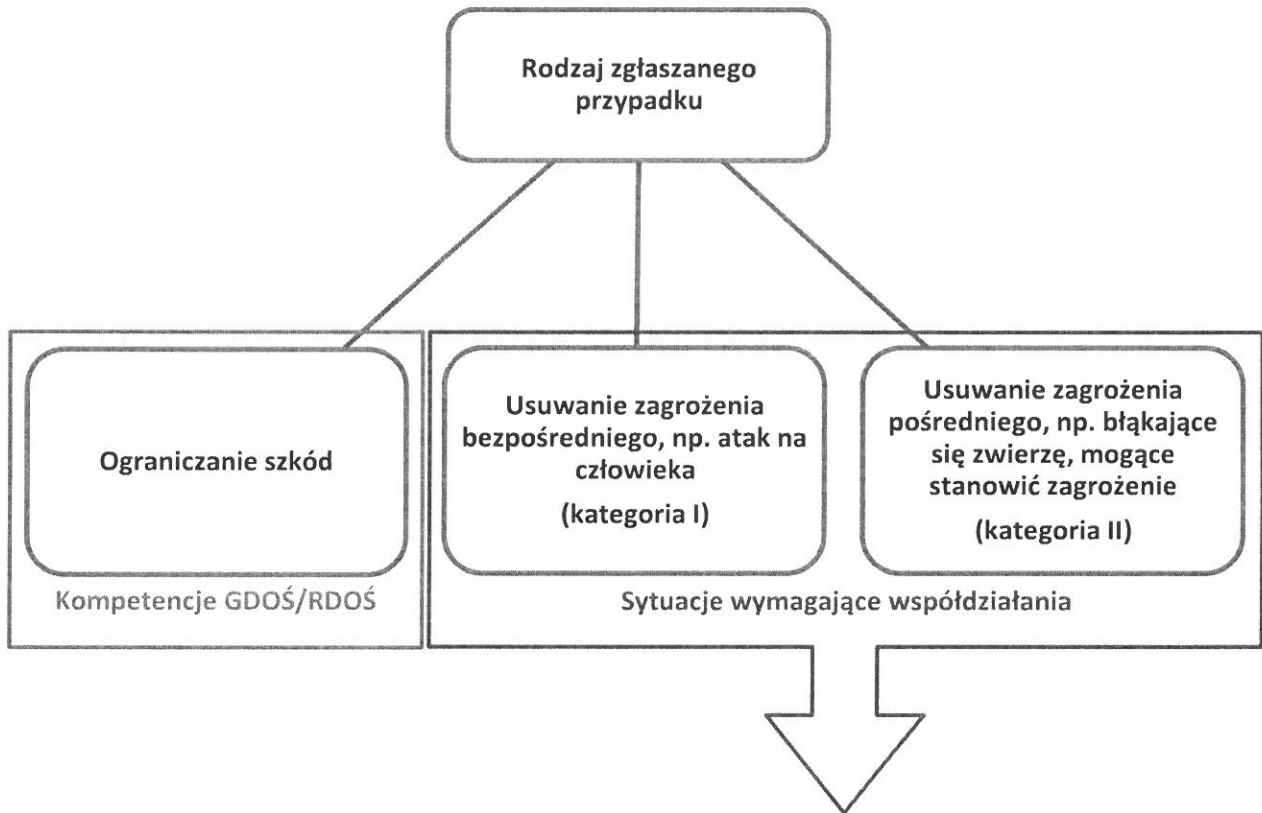 Rodzaj zgłaszanego
przypadku
Ograniczanie szkód
Usuwanie zagrożenia
bezpośredniego, np. atak na
człowieka
(kategoria I)
Usuwanie zagrożenia
pośredniego, np. błąkające
się zwierzę, mogące
stanowić zagrożenie
(kategoria II)
Kompetencje GDOŚ/RDOŚ
Sytuacje wymagające współdziałania